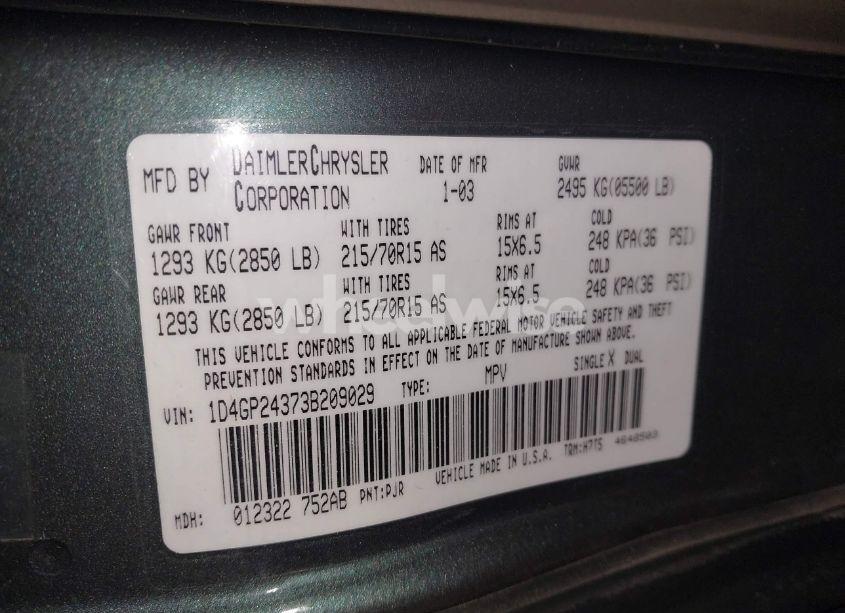 MFD BY DAIMLERCHRYSLER CORPORATION DATE OF MFR 1-03 GVWR 2495 KG(05500 LB)
GAWR FRONT WITH TIRES RIMS AT COLD
1293 KG(2850 LB) 215/70R15 AS 15X6.5 248 KPA(36 PSI)
GAWR REAR WITH TIRES RIMS AT COLD
1293 KG(2850 LB) 215/70R15 AS 15X6.5 248 KPA(36 PSI)
wheelwise
THIS VEHICLE CONFORMS TO ALL APPLICABLE FEDERAL MOTOR VEHICLE SAFETY AND THEFT
PREVENTION STANDARDS IN EFFECT ON THE DATE OF MANUFACTURE SHOWN ABOVE.
VIN: 1D4GP24373B209029 TYPE: MPV SINGLE X DUAL
VEHICLE MADE IN U.S.A. TRM:H7T5 4648503
MDH: 012322 752AB PNT:PJR